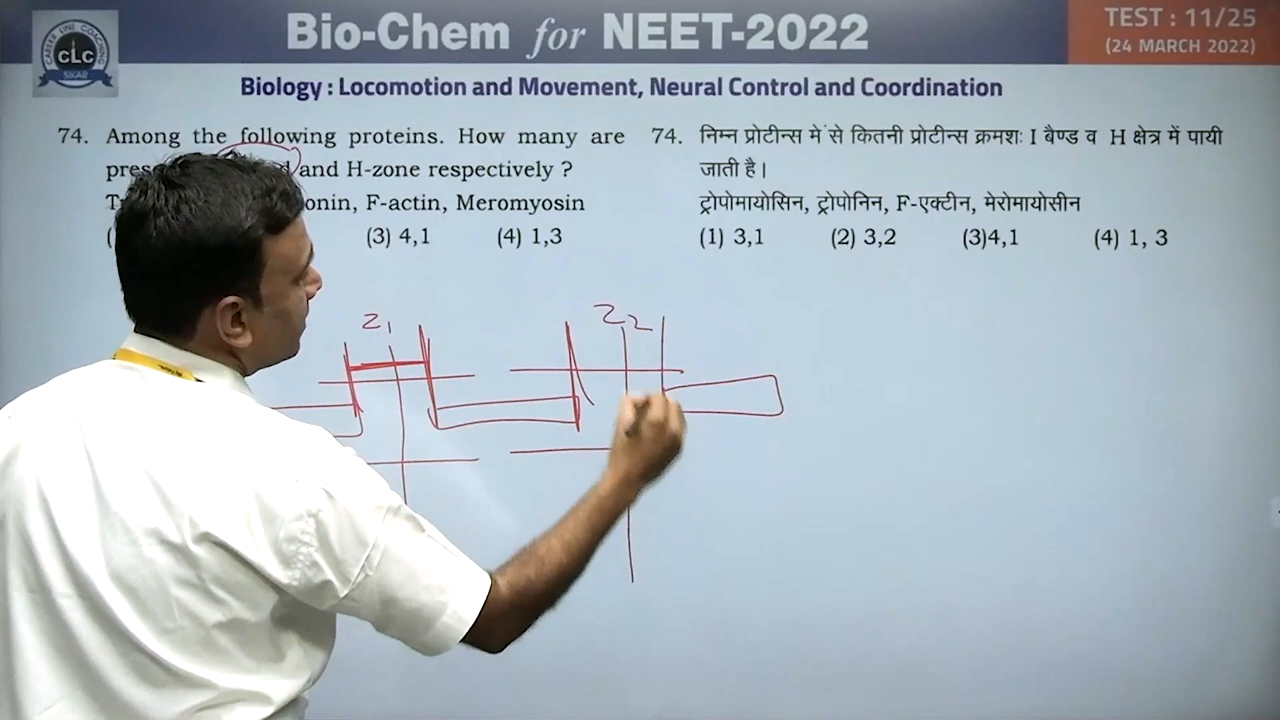 CAREER LINE COACHING
CLC
SIKAR
Bio-Chem for NEET-2022
TEST : 11/25
(24 MARCH 2022)
Biology : Locomotion and Movement, Neural Control and Coordination
74. Among the following proteins. How many are
and H-zone respectively ?
F-actin, Meromyosin
(3) 4,1 (4) 1,3
74. निम्न प्रोटीन्स में से कितनी प्रोटीन्स क्रमशः I बैण्ड व H क्षेत्र में पायी
जाती है।
ट्रोपोमायोसिन, ट्रोपोनिन, F-एक्टीन, मेरोमायोसीन
(1) 3,1 (2) 3,2 (3)4,1 (4) 1, 3
Z1
Z2